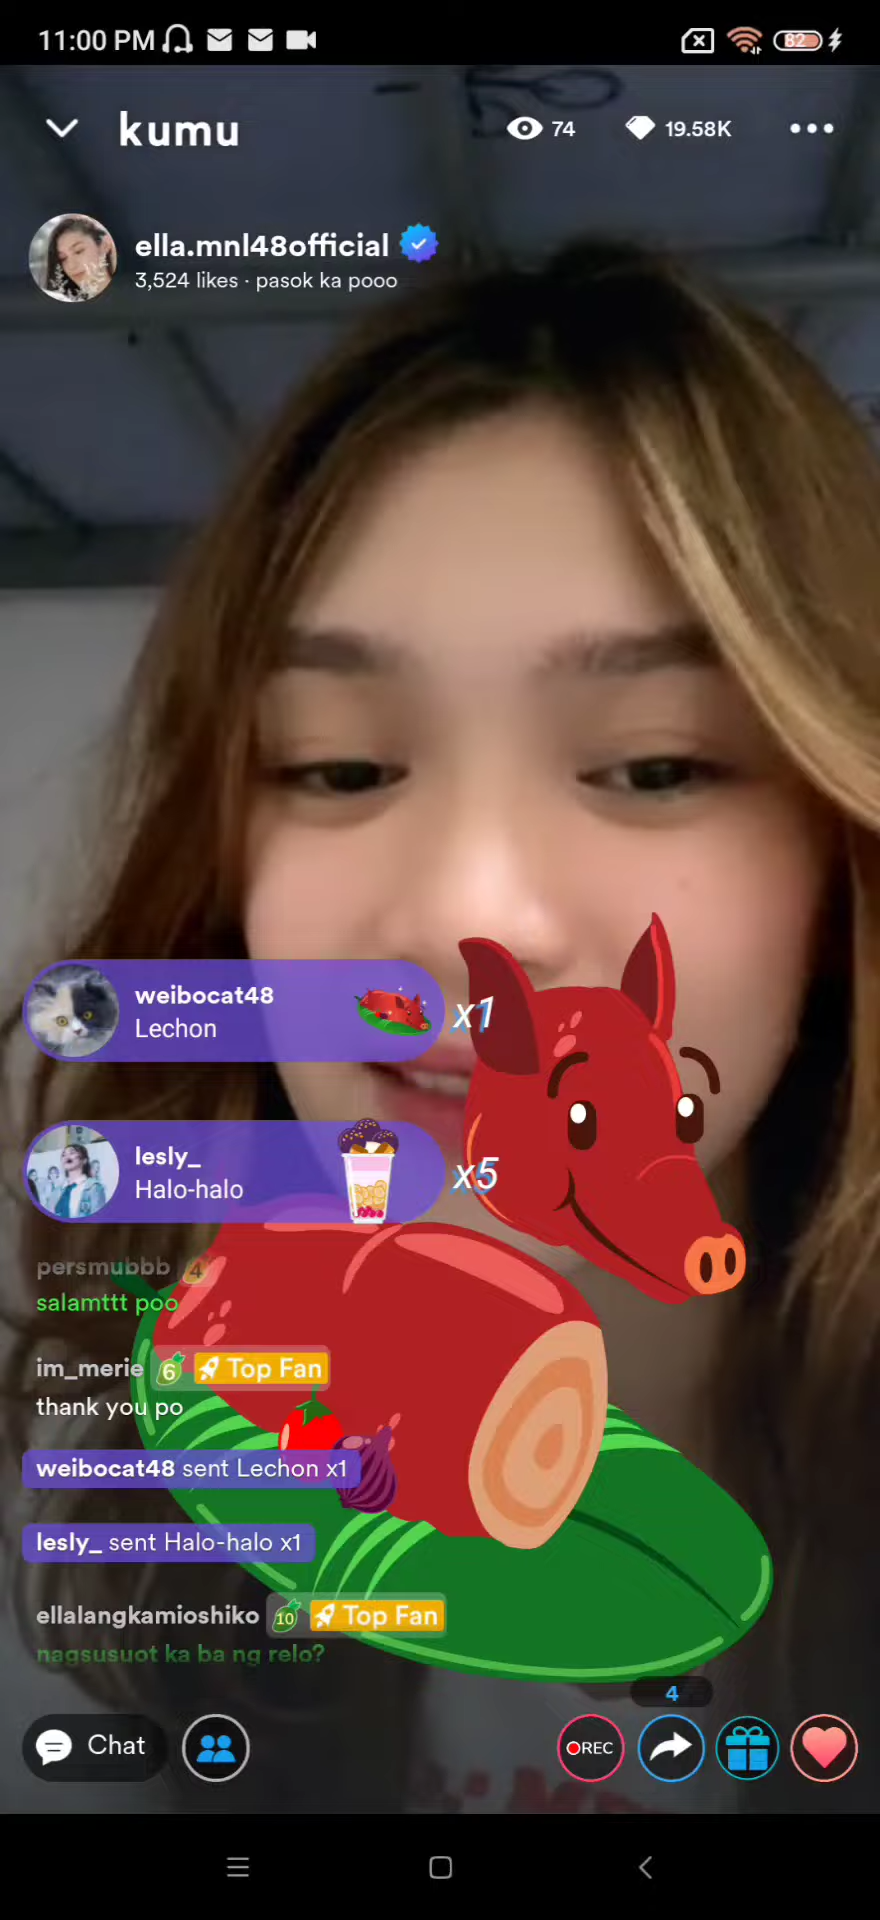 11:00 PM
82
kumu
74
19.58K
ella.mnl48official
3,524 likes · pasok ka pooo
weibocat48
Lechon
x1
lesly_
Halo-halo
x5
persmubbb 4
salamttt poo
im_merie 6 Top Fan
thank you po
weibocat48 sent Lechon x1
lesly_ sent Halo-halo x1
ellalangkamioshiko 10 Top Fan
nagsusuot ka ba ng relo?
4
Chat
REC